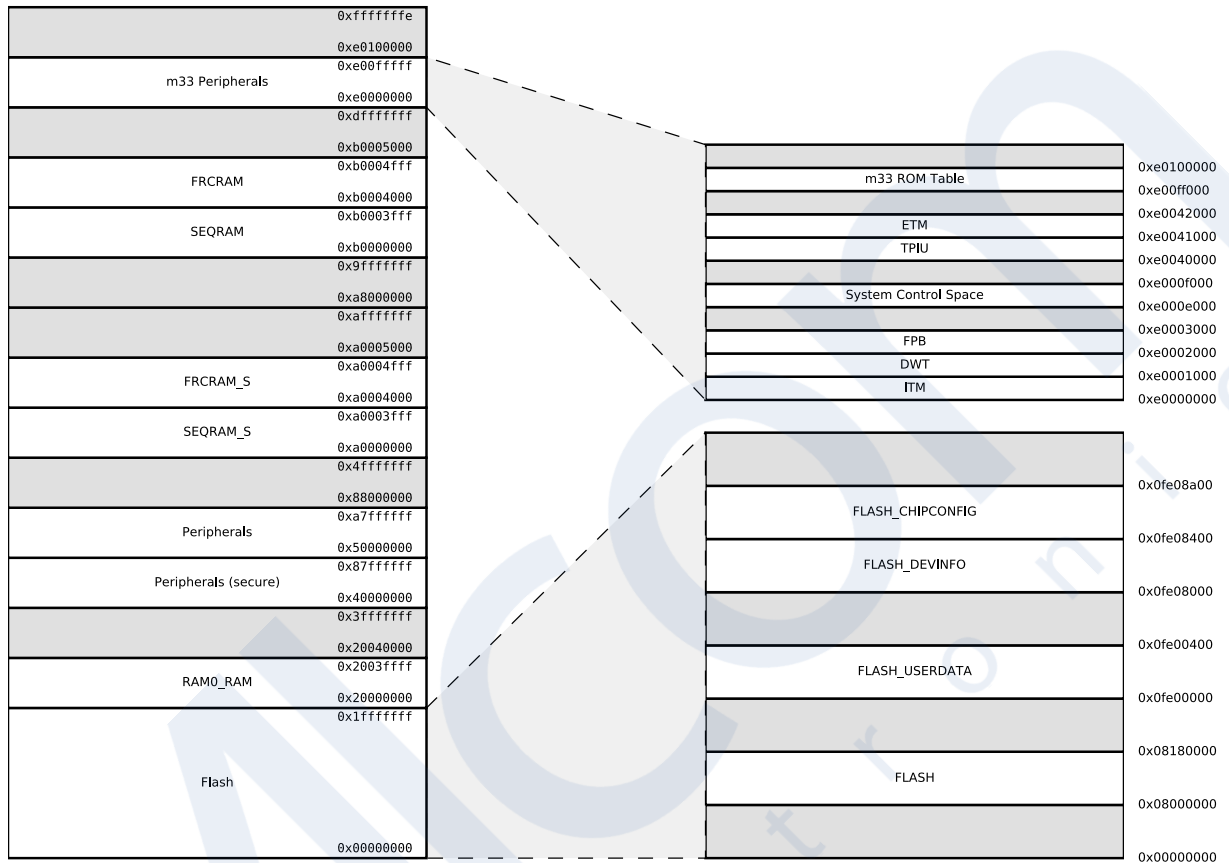 0xfffffffe
0xe0100000
0xe00fffff
m33 Peripherals
0xe0000000
0xdfffffff
0xb0005000
0xb0004fff
FRCRAM
0xb0004000
0xb0003fff
SEQRAM
0xb0000000
0x9fffffff
0xa8000000
0xafffffff
0xa0005000
0xa0004fff
FRCRAM_S
0xa0004000
0xa0003fff
SEQRAM_S
0xa0000000
0x4fffffff
0x88000000
0xa7ffffff
Peripherals
0x50000000
0x87ffffff
Peripherals (secure)
0x40000000
0x3fffffff
0x20040000
0x2003ffff
RAM0_RAM
0x20000000
0x1fffffff
Flash
0x00000000
0xe0100000
m33 ROM Table
0xe00ff000
0xe0042000
ETM
0xe0041000
TPIU
0xe0040000
0xe000f000
System Control Space
0xe000e000
0xe0003000
FPB
0xe0002000
DWT
0xe0001000
ITM
0xe0000000
0x0fe08a00
FLASH_CHIPCONFIG
0x0fe08400
FLASH_DEVINFO
0x0fe08000
0x0fe00400
FLASH_USERDATA
0x0fe00000
0x08180000
FLASH
0x08000000
0x00000000